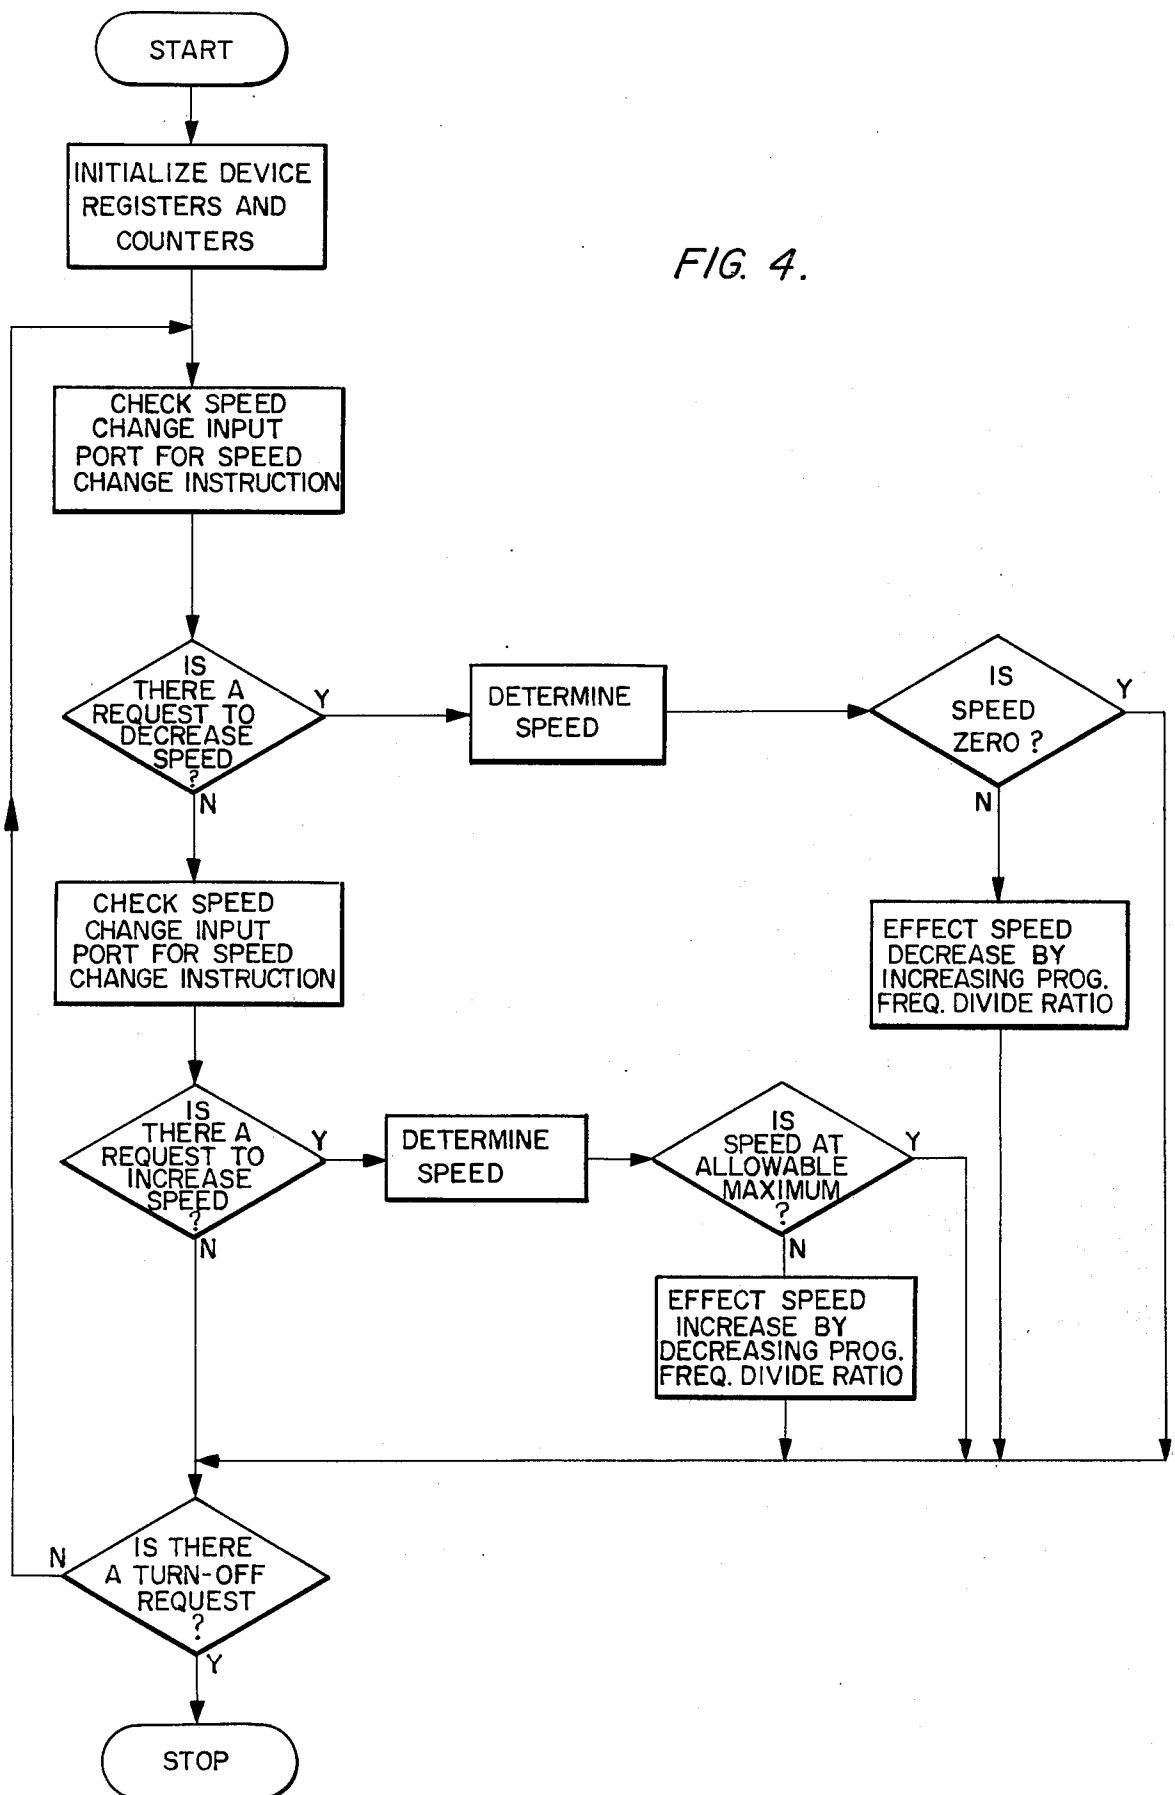 START
INITIALIZE DEVICE
REGISTERS AND
COUNTERS
FIG. 4.
CHECK SPEED
CHANGE INPUT
PORT FOR SPEED
CHANGE INSTRUCTION
IS
THERE A
REQUEST TO
DECREASE
SPEED
?
Y
N
DETERMINE
SPEED
IS
SPEED
ZERO ?
Y
N
CHECK SPEED
CHANGE INPUT
PORT FOR SPEED
CHANGE INSTRUCTION
EFFECT SPEED
DECREASE BY
INCREASING PROG.
FREQ. DIVIDE RATIO
IS
THERE A
REQUEST TO
INCREASE
SPEED
?
Y
N
DETERMINE
SPEED
IS
SPEED AT
ALLOWABLE
MAXIMUM
?
Y
N
EFFECT SPEED
INCREASE BY
DECREASING PROG.
FREQ. DIVIDE RATIO
IS THERE
A TURN-OFF
REQUEST
?
N
Y
STOP